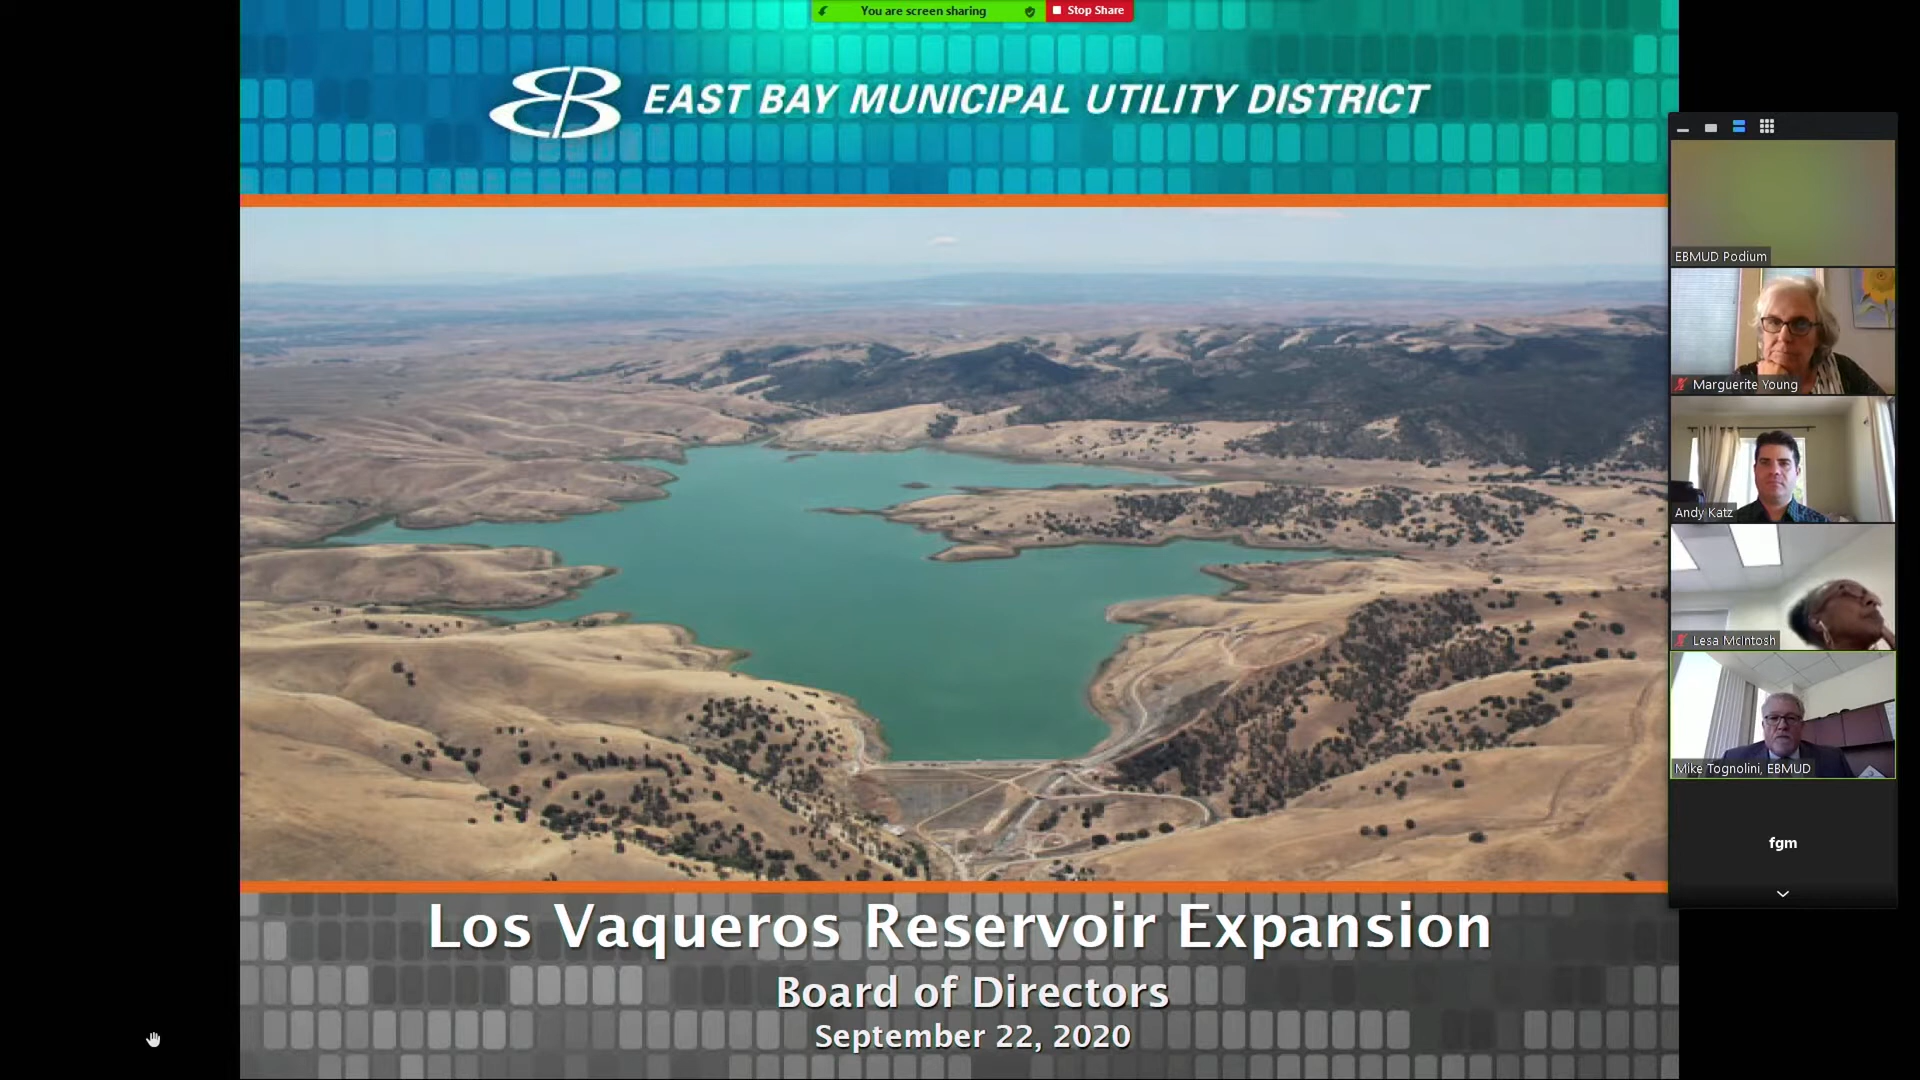 You are screen sharing
Stop Share
EB EAST BAY MUNICIPAL UTILITY DISTRICT
EBMUD Podium
Marguerite Young
Andy Katz
Lesa McIntosh
Mike Tognolini, EBMUD
fgm
Los Vaqueros Reservoir Expansion
Board of Directors
September 22, 2020